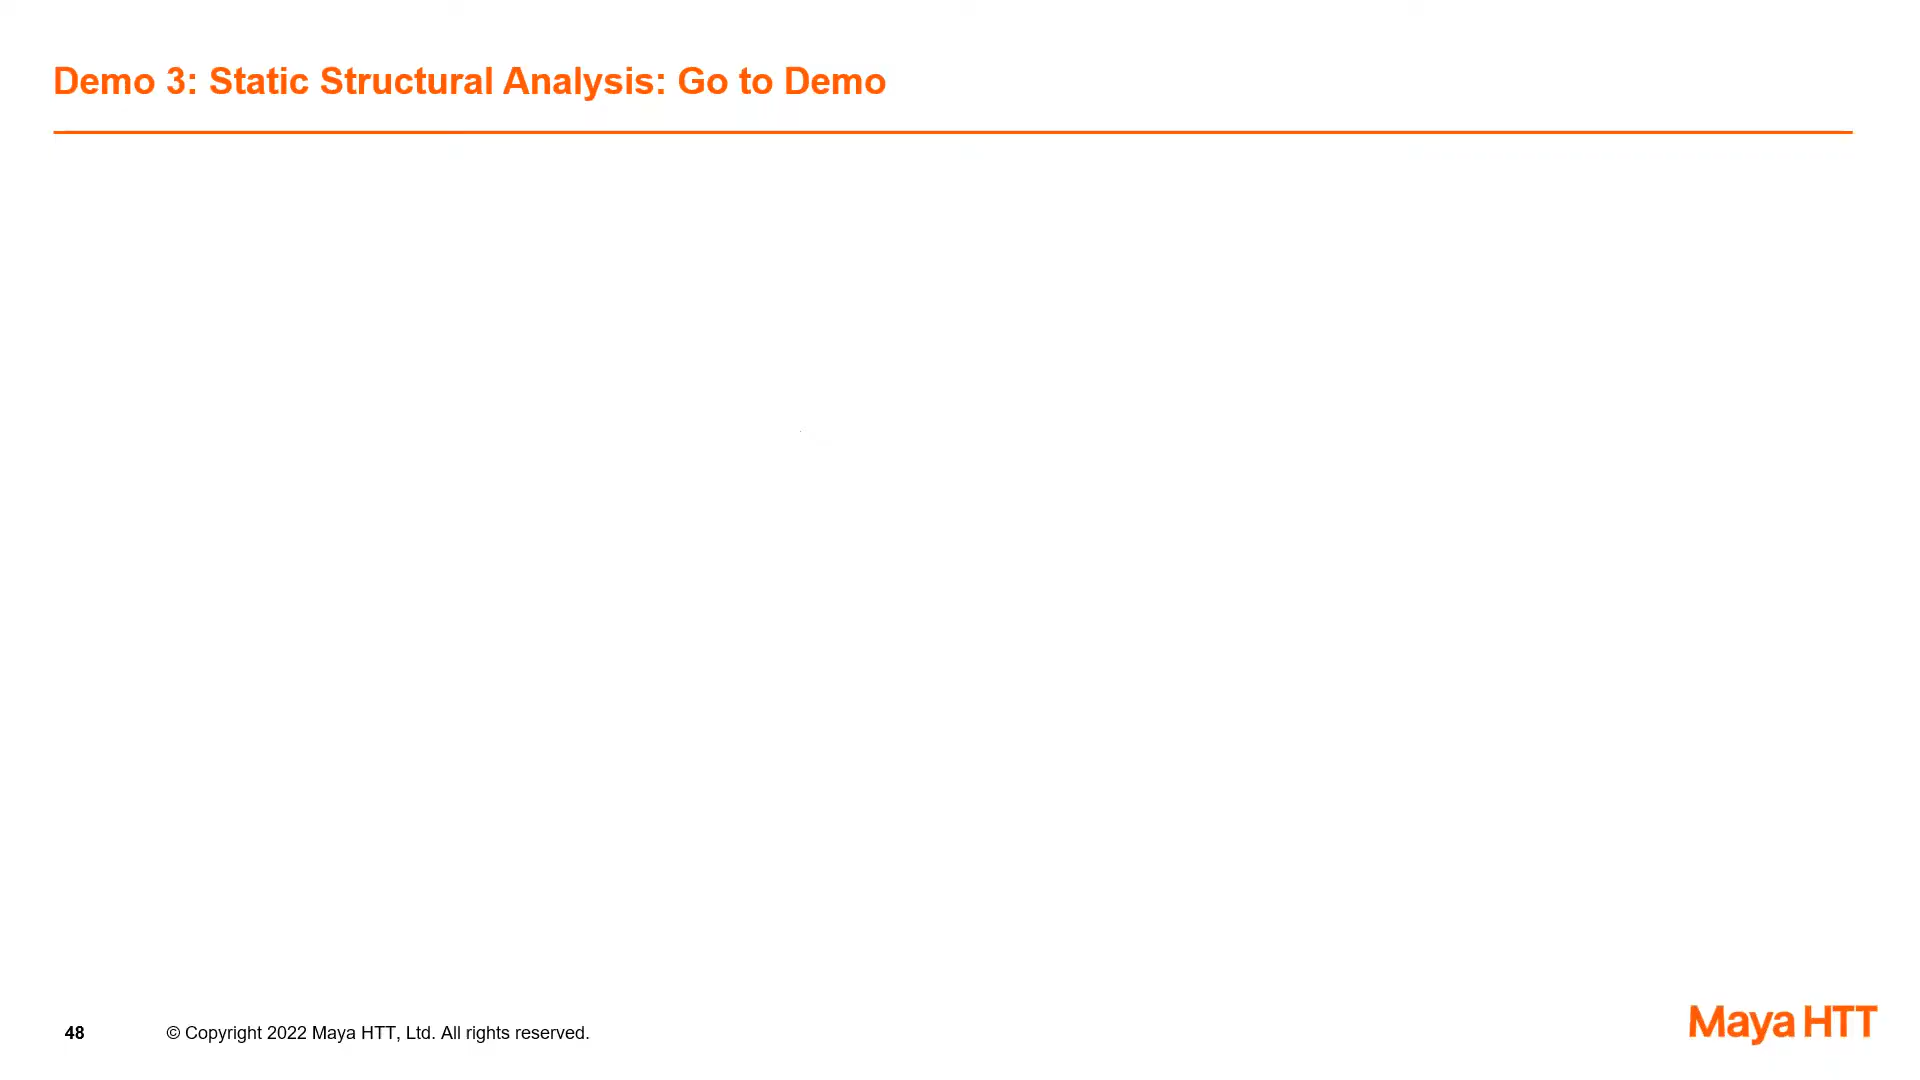 Demo 3: Static Structural Analysis: Go to Demo
48 © Copyright 2022 Maya HTT, Ltd. All rights reserved.
Maya HTT